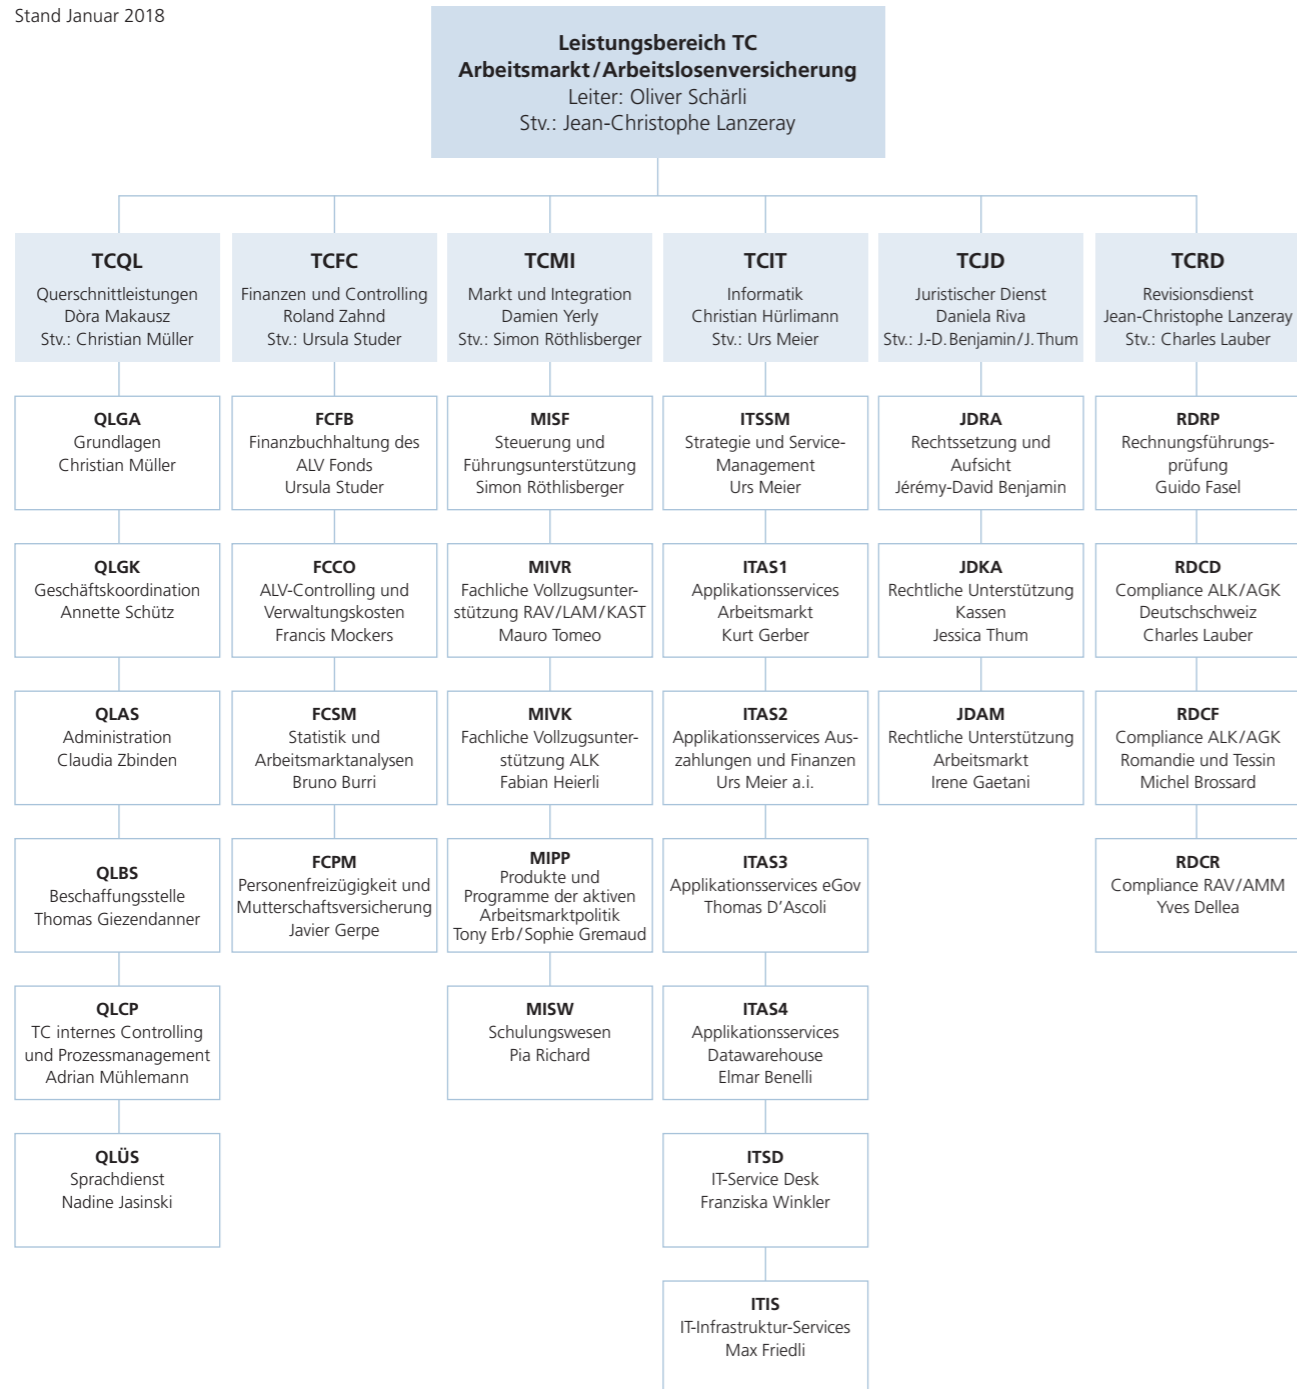 Stand Januar 2018
Leistungsbereich TC
Arbeitsmarkt/Arbeitslosenversicherung
Leiter: Oliver Schärli
Stv.: Jean-Christophe Lanzeray
TCQL
Querschnittleistungen
Dòra Makausz
Stv.: Christian Müller
QLGA
Grundlagen
Christian Müller
QLGK
Geschäftskoordination
Annette Schütz
QLAS
Administration
Claudia Zbinden
QLBS
Beschaffungsstelle
Thomas Giezendanner
QLCP
TC internes Controlling
und Prozessmanagement
Adrian Mühlemann
QLÜS
Sprachdienst
Nadine Jasinski
TCFC
Finanzen und Controlling
Roland Zahnd
Stv.: Ursula Studer
FCFB
Finanzbuchhaltung des
ALV Fonds
Ursula Studer
FCCO
ALV-Controlling und
Verwaltungskosten
Francis Mockers
FCSM
Statistik und
Arbeitsmarktanalysen
Bruno Burri
FCPM
Personenfreizügigkeit und
Mutterschaftsversicherung
Javier Gerpe
TCMI
Markt und Integration
Damien Yerly
Stv.: Simon Röthlisberger
MISF
Steuerung und
Führungsunterstützung
Simon Röthlisberger
MIVR
Fachliche Vollzugsunter-
stützung RAV/LAM/KAST
Mauro Tomeo
MIVK
Fachliche Vollzugsunter-
stützung ALK
Fabian Heierli
MIPP
Produkte und
Programme der aktiven
Arbeitsmarktpolitik
Tony Erb/Sophie Gremaud
MISW
Schulungswesen
Pia Richard
TCIT
Informatik
Christian Hürlimann
Stv.: Urs Meier
ITSSM
Strategie und Service-
Management
Urs Meier
ITAS1
Applikationsservices
Arbeitsmarkt
Kurt Gerber
ITAS2
Applikationsservices Aus-
zahlungen und Finanzen
Urs Meier a.i.
ITAS3
Applikationsservices eGov
Thomas D'Ascoli
ITAS4
Applikationsservices
Datawarehouse
Elmar Benelli
ITSD
IT-Service Desk
Franziska Winkler
ITIS
IT-Infrastruktur-Services
Max Friedli
TCJD
Juristischer Dienst
Daniela Riva
Stv.: J.-D. Benjamin/J. Thum
JDRA
Rechtssetzung und
Aufsicht
Jérémy-David Benjamin
JDKA
Rechtliche Unterstützung
Kassen
Jessica Thum
JDAM
Rechtliche Unterstützung
Arbeitsmarkt
Irene Gaetani
TCRD
Revisionsdienst
Jean-Christophe Lanzeray
Stv.: Charles Lauber
RDRP
Rechnungsführungs-
prüfung
Guido Fasel
RDCD
Compliance ALK/AGK
Deutschschweiz
Charles Lauber
RDCF
Compliance ALK/AGK
Romandie und Tessin
Michel Brossard
RDCR
Compliance RAV/AMM
Yves Dellea